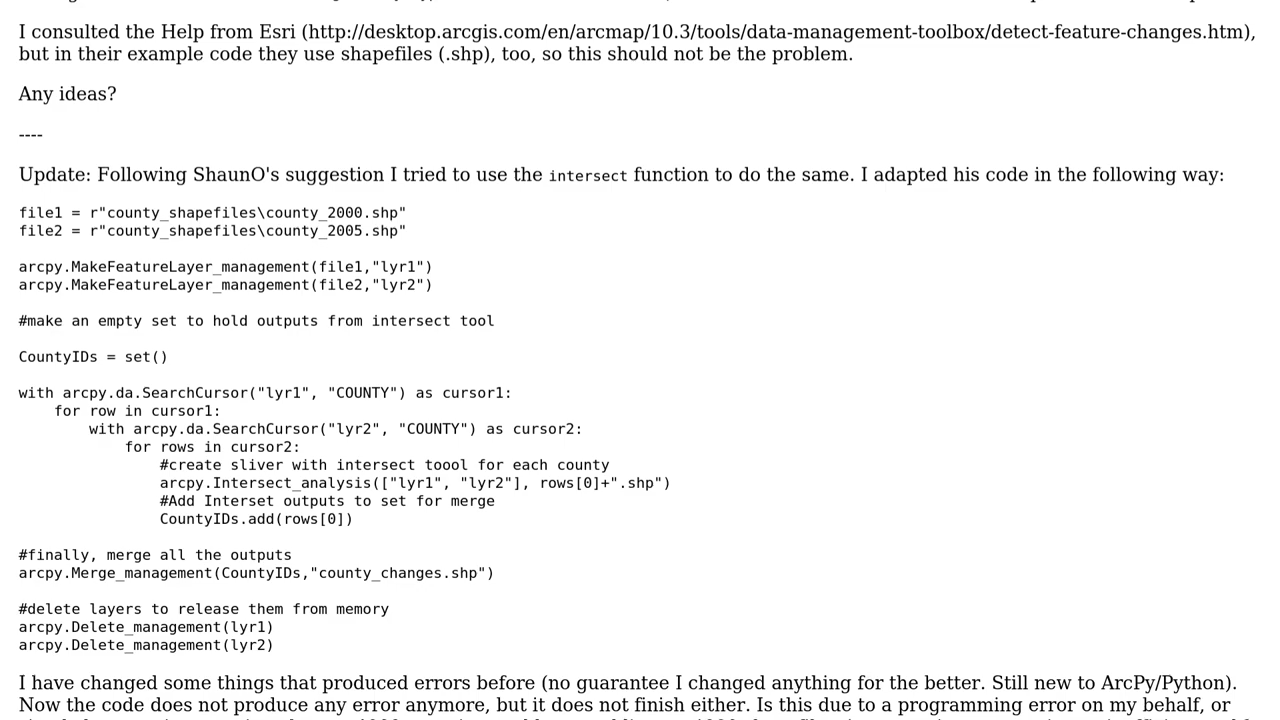 I consulted the Help from Esri (http://desktop.arcgis.com/en/arcmap/10.3/tools/data-management-toolbox/detect-feature-changes.htm),
but in their example code they use shapefiles (.shp), too, so this should not be the problem.
Any ideas?
----
Update: Following ShaunO's suggestion I tried to use the intersect function to do the same. I adapted his code in the following way:
file1 = r"county_shapefiles\county_2000.shp"
file2 = r"county_shapefiles\county_2005.shp"
arcpy.MakeFeatureLayer_management(file1,"lyr1")
arcpy.MakeFeatureLayer_management(file2,"lyr2")
#make an empty set to hold outputs from intersect tool
CountyIDs = set()
with arcpy.da.SearchCursor("lyr1", "COUNTY") as cursor1:
    for row in cursor1:
        with arcpy.da.SearchCursor("lyr2", "COUNTY") as cursor2:
            for rows in cursor2:
                #create sliver with intersect toool for each county
                arcpy.Intersect_analysis(["lyr1", "lyr2"], rows[0]+".shp")
                #Add Interset outputs to set for merge
                CountyIDs.add(rows[0])
#finally, merge all the outputs
arcpy.Merge_management(CountyIDs,"county_changes.shp")
#delete layers to release them from memory
arcpy.Delete_management(lyr1)
arcpy.Delete_management(lyr2)
I have changed some things that produced errors before (no guarantee I changed anything for the better. Still new to ArcPy/Python).
Now the code does not produce any error anymore, but it does not finish either. Is this due to a programming error on my behalf, or